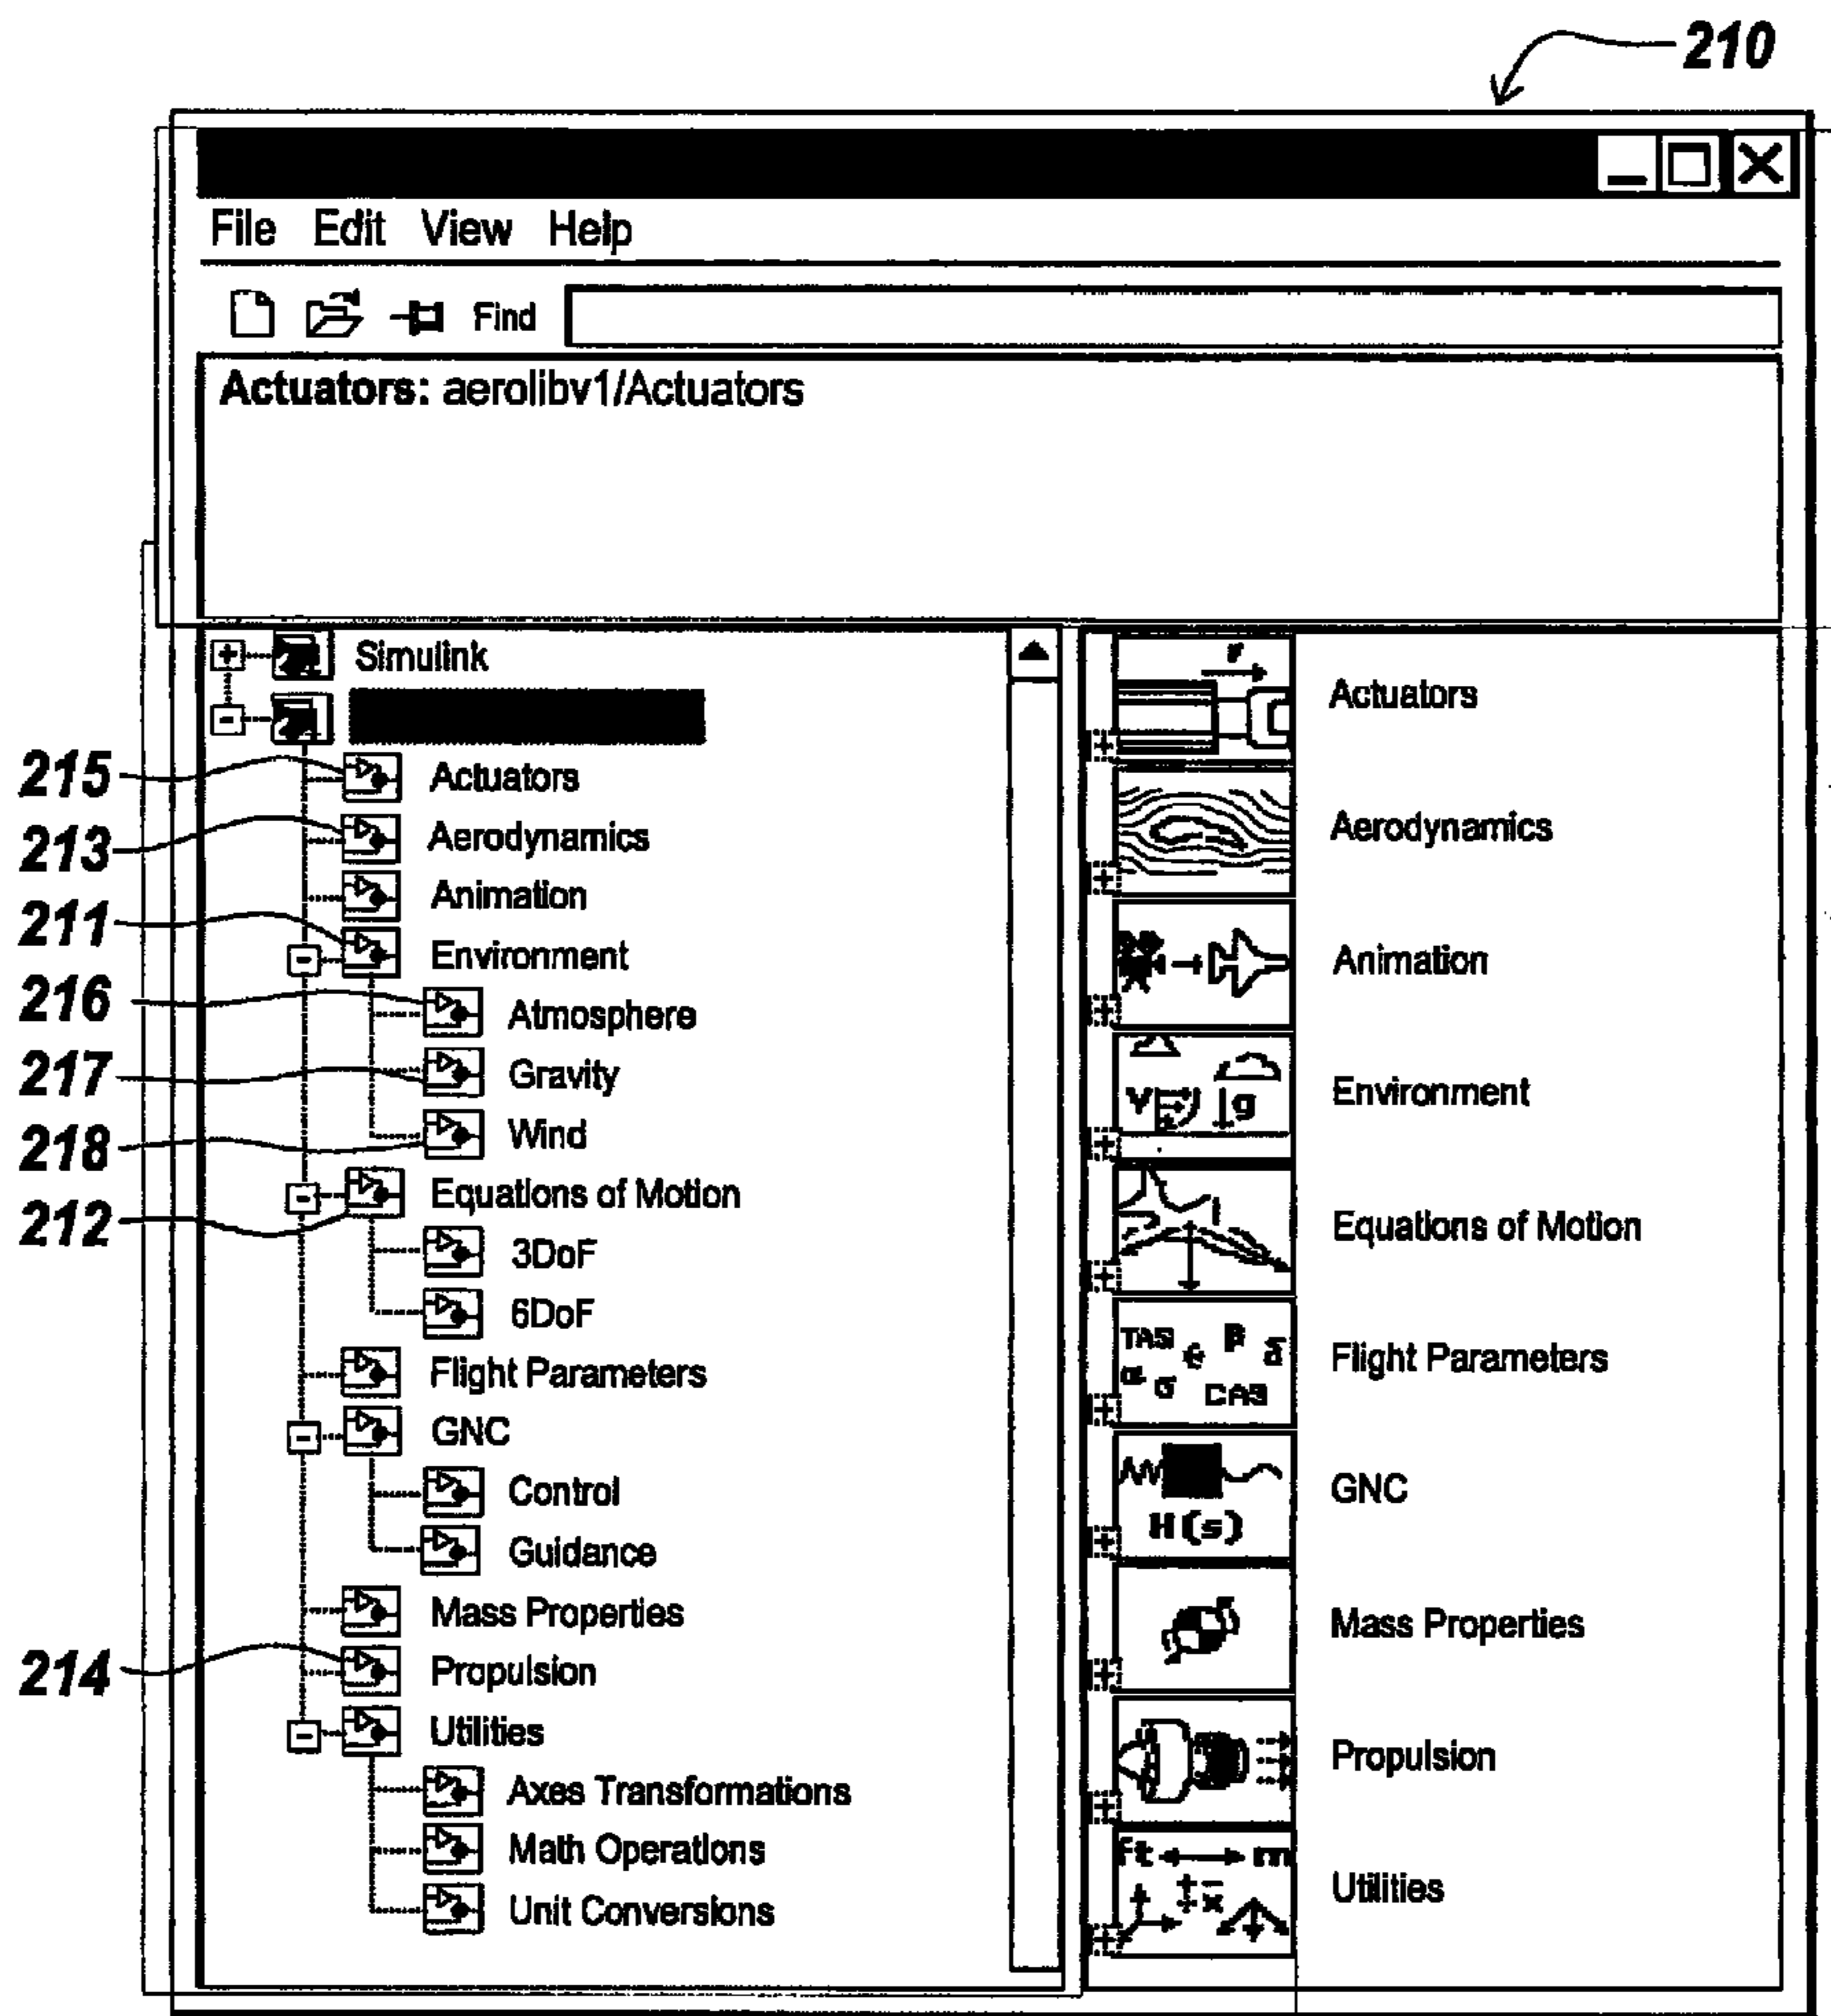 210
File Edit View Help
Find
Actuators: aerolibv1/Actuators
Simulink
215 Actuators
213 Aerodynamics
Animation
211 Environment
216 Atmosphere
217 Gravity
218 Wind
212 Equations of Motion
3DoF
6DoF
Flight Parameters
GNC
Control
Guidance
Mass Properties
214 Propulsion
Utilities
Axes Transformations
Math Operations
Unit Conversions
Actuators
Aerodynamics
Animation
V g
Environment
Equations of Motion
TAS
CAS
Flight Parameters
H(s)
GNC
Mass Properties
Propulsion
ft m
Utilities